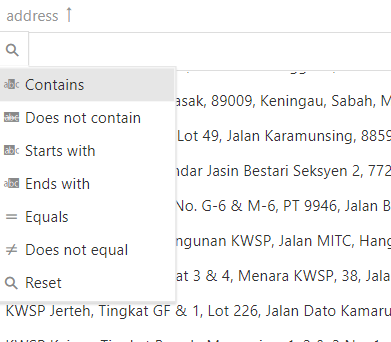 address ↑
Contains
asak, 89009, Keningau, Sabah, M
Does not contain
Lot 49, Jalan Karamunsing, 8859
Starts with
dar Jasin Bestari Seksyen 2, 772
Ends with
No. G-6 & M-6, PT 9946, Jalan B
Equals
ngunan KWSP, Jalan MITC, Hang
Does not equal
at 3 & 4, Menara KWSP, 38, Jalan
Reset
KWSP Jerteh, Tingkat GF & 1, Lot 226, Jalan Dato Kamaru